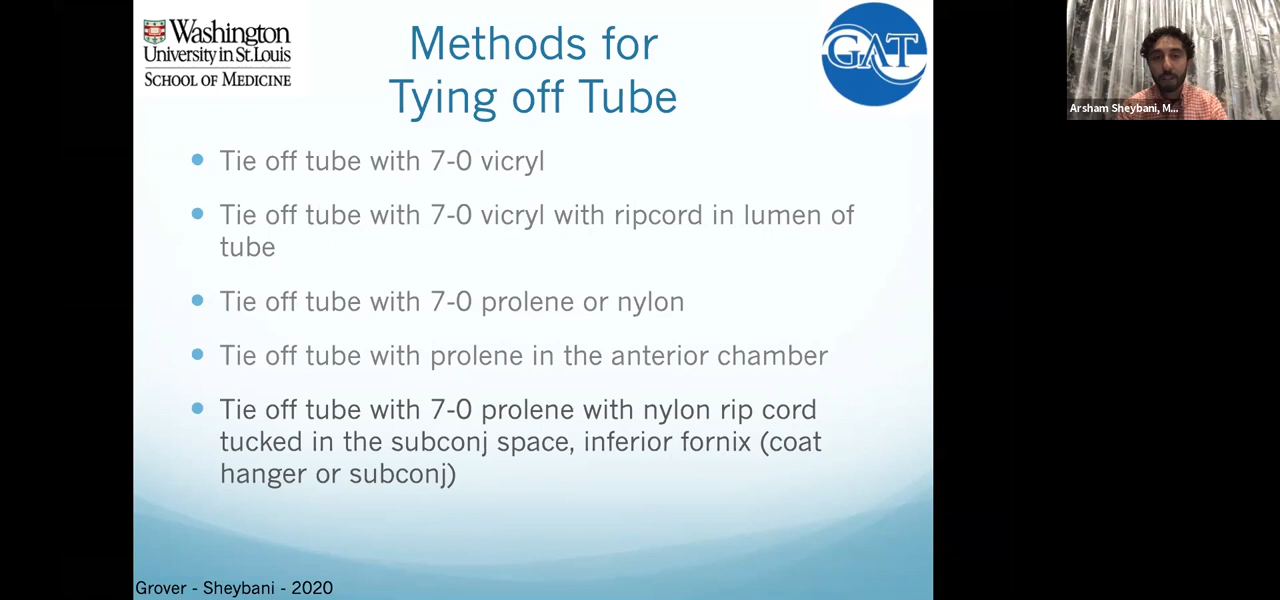 Washington
University in St. Louis
SCHOOL OF MEDICINE
Methods for
Tying off Tube
GAT
Arsham Sheybani, M...
Tie off tube with 7-0 vicryl
Tie off tube with 7-0 vicryl with ripcord in lumen of
tube
Tie off tube with 7-0 prolene or nylon
Tie off tube with prolene in the anterior chamber
Tie off tube with 7-0 prolene with nylon rip cord
tucked in the subconj space, inferior fornix (coat
hanger or subconj)
Grover - Sheybani - 2020